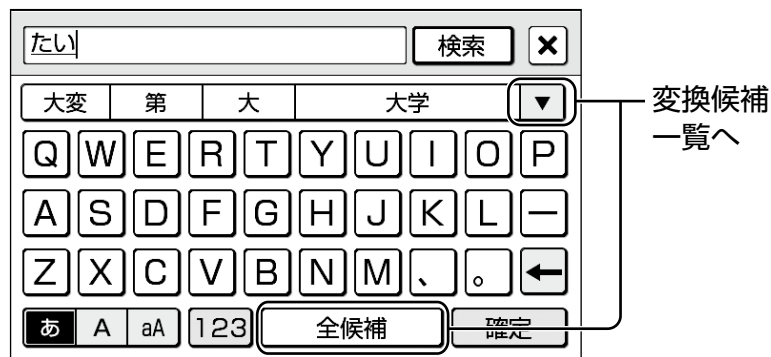 たい 検索 ×
大変 第 大 大学 ▼
Q W E R T Y U I O P
A S D F G H J K L ー
Z X C V B N M 、 。 ←
あ A aA 123 全候補 確定
変換候補
一覧へ